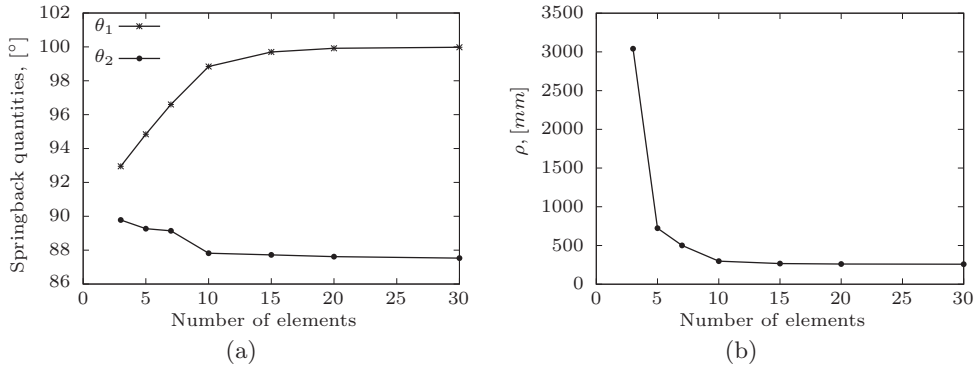 102
100
98
96
94
92
90
88
86
Springback quantities, [°]
θ1
θ2
0 5 10 15 20 25 30
Number of elements
(a)
3500
3000
2500
2000
1500
1000
500
0
ρ, [mm]
0 5 10 15 20 25 30
Number of elements
(b)